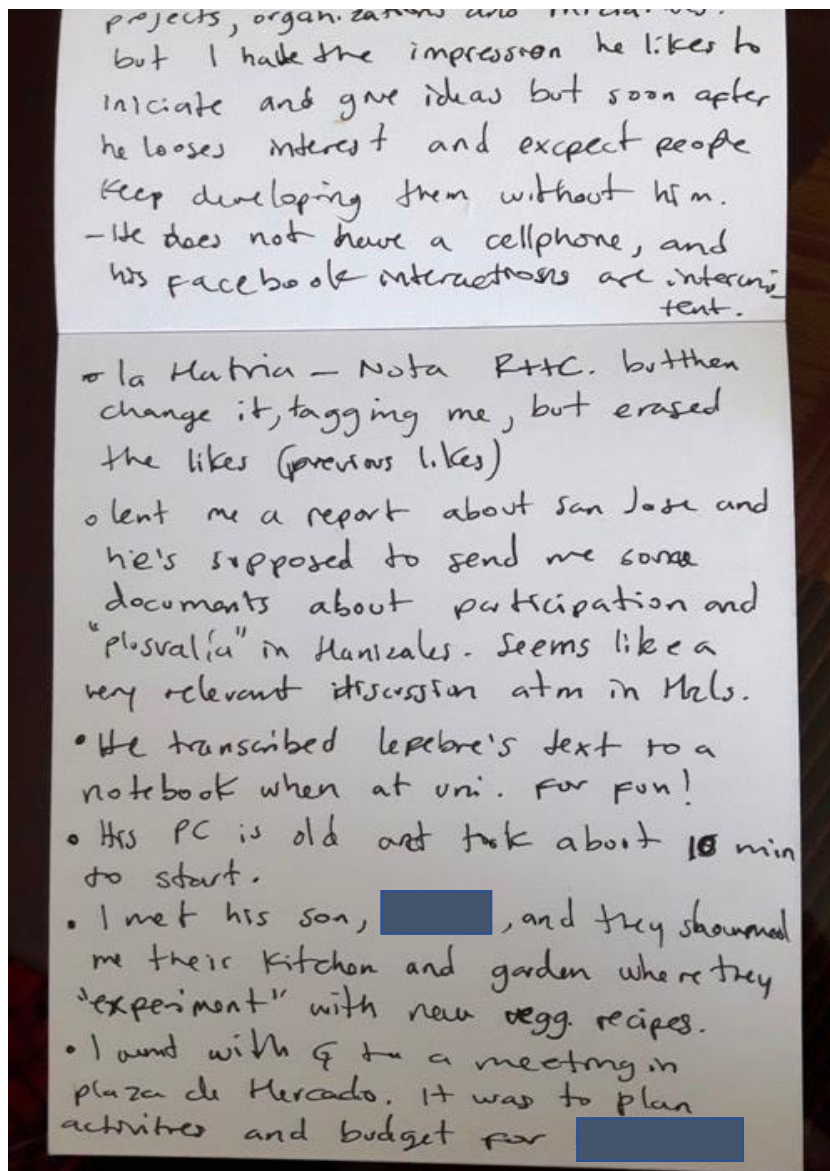 projects, organizations and iniciatives.
but I have the impression he likes to
iniciate and give ideas but soon after
he looses interest and excpect people
keep developing them without him.
- He does not have a cellphone, and
his Facebook interactions are intermi-
tent.
- la Hatria - Nota RTTC. but then
change it, tagging me, but erased
the likes (previous likes)
o lent me a report about San Jose and
he's supposed to send me some
documents about participation and
"plusvalía" in Manizales. Seems like a
very relevant discussion atm in Mzls.
• He transcribed lefebre's text to a
notebook when at uni. For fun!
• His PC is old and took about 10 min
to start.
• I met his son, , and they showed
me their kitchen and garden where they
"experiment" with new vegg. recipes.
• I went with G to a meeting in
plaza de Mercado. It was to plan
activities and budget for